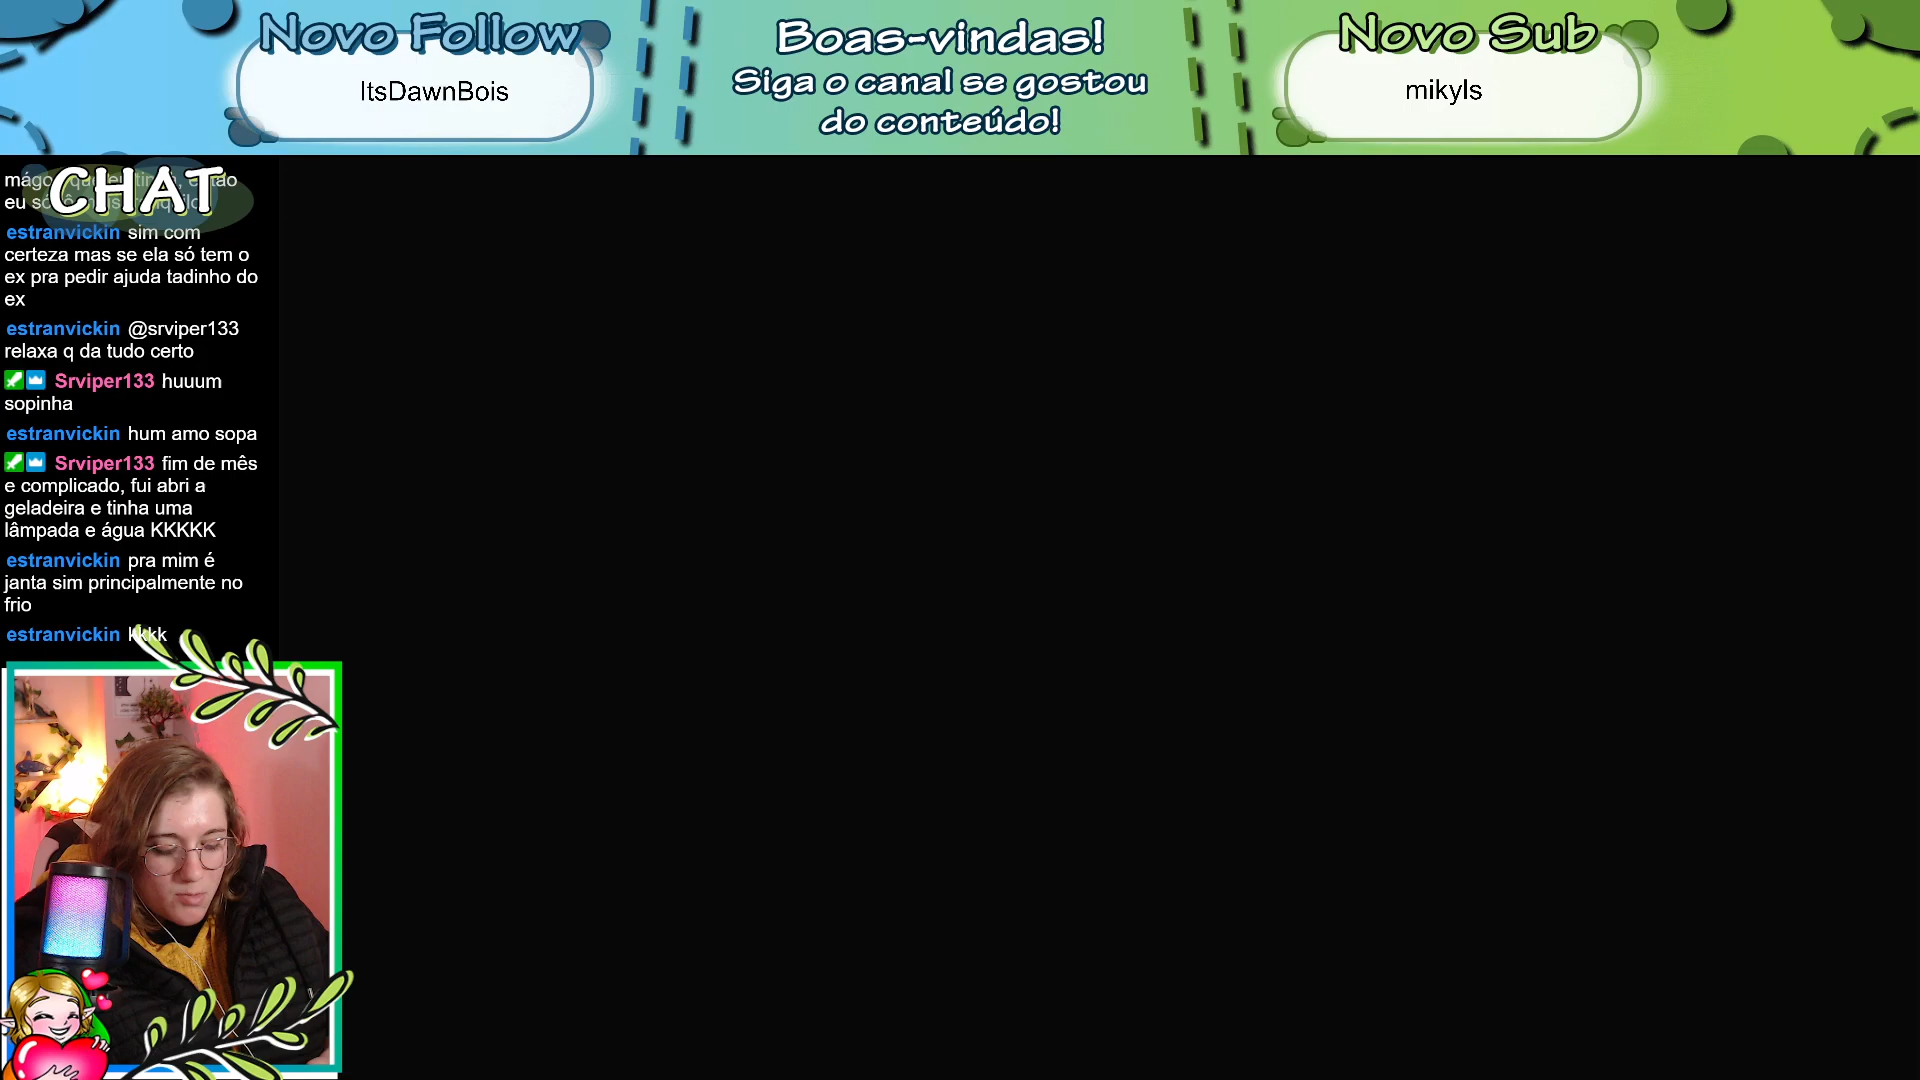 Novo Follow
ItsDawnBois
Boas-vindas!
Siga o canal se gostou
do conteúdo!
Novo Sub
mikyls
CHAT
eu só
estranvickin sim com
certeza mas se ela só tem o
ex pra pedir ajuda tadinho do
ex
estranvickin @srviper133
relaxa q da tudo certo
Srviper133 huuum
sopinha
estranvickin hum amo sopa
Srviper133 fim de mês
e complicado, fui abri a
geladeira e tinha uma
lâmpada e água KKKKK
estranvickin pra mim é
janta sim principalmente no
frio
estranvickin kkkk